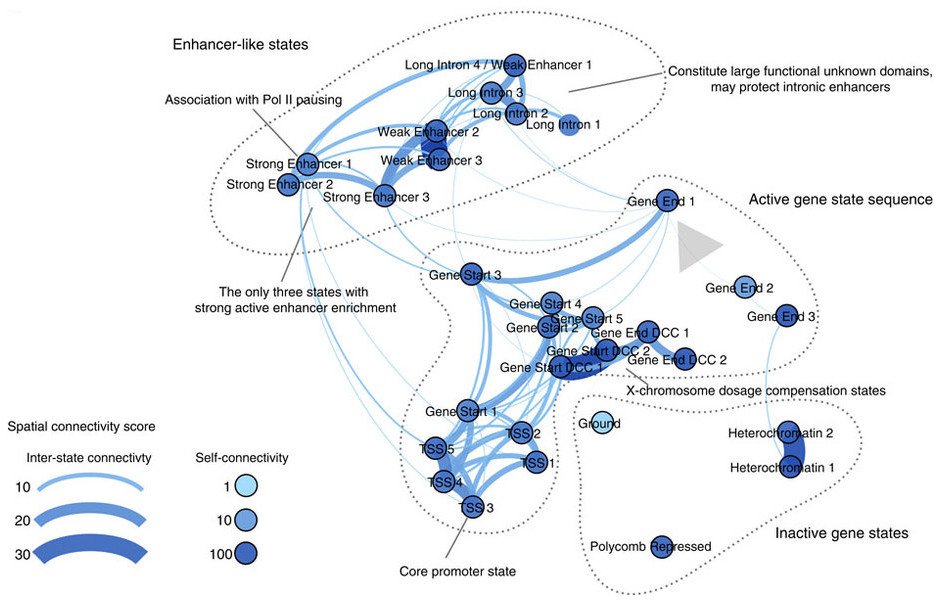 Enhancer-like states
Long Intron 4 / Weak Enhancer 1
Constitute large functional unknown domains,
may protect intronic enhancers
Long Intron 3
Association with Pol II pausing
Long Intron 2
Long Intron 1
Weak Enhancer 2
Weak Enhancer 3
Strong Enhancer 1
Strong Enhancer 2
Strong Enhancer 3
Gene End 1
Active gene state sequence
Gene Start 3
The only three states with
strong active enhancer enrichment
Gene End 2
Gene Start 4
Gene Start 5
Gene End 3
Gene Start 2
Gene End DCC 1
Gene Start DCC 2
Gene End DCC 2
Gene Start DCC 1
X-chromosome dosage compensation states
Gene Start 1
Ground
TSS 2
Heterochromatin 2
TSS 5
TSS 1
Heterochromatin 1
TSS 4
TSS 3
Inactive gene states
Polycomb Repressed
Core promoter state
Spatial connectivity score
Inter-state connectivity
Self-connectivity
10
1
20
10
30
100